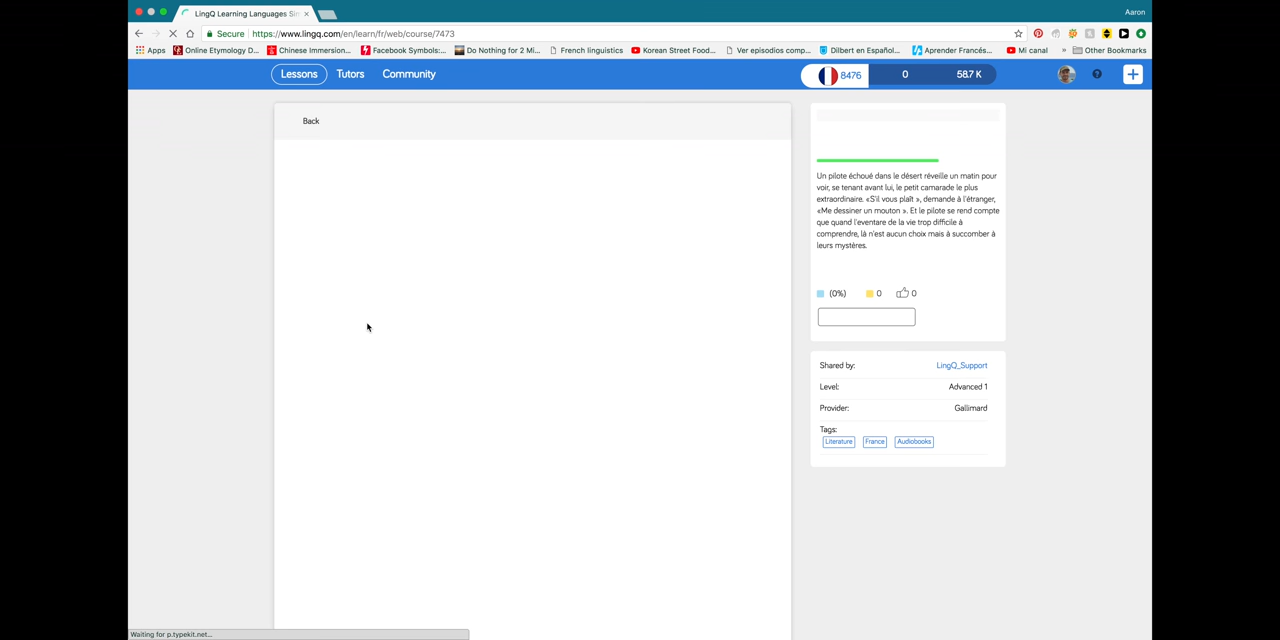 LingQ Learning Languages Sim
Aaron
Secure https://www.lingq.com/en/learn/fr/web/course/7473
Apps Online Etymology D... Chinese Immersion... Facebook Symbols:... Do Nothing for 2 Mi... French linguistics Korean Street Food... Ver episodios comp... Dilbert en Español... Aprender Francés... Mi canal » Other Bookmarks
Lessons Tutors Community 8476 0 58.7 K ? +
Back
Un pilote échoué dans le désert réveille un matin pour
voir, se tenant avant lui, le petit camarade le plus
extraordinaire. «S'il vous plaît », demande à l'étranger,
«Me dessiner un mouton ». Et le pilote se rend compte
que quand l'eventare de la vie trop difficile à
comprendre, là n'est aucun choix mais à succomber à
leurs mystères.
(0%) 0 0
Shared by: LingQ_Support
Level: Advanced 1
Provider: Gallimard
Tags:
Literature France Audiobooks
Waiting for p.typekit.net...